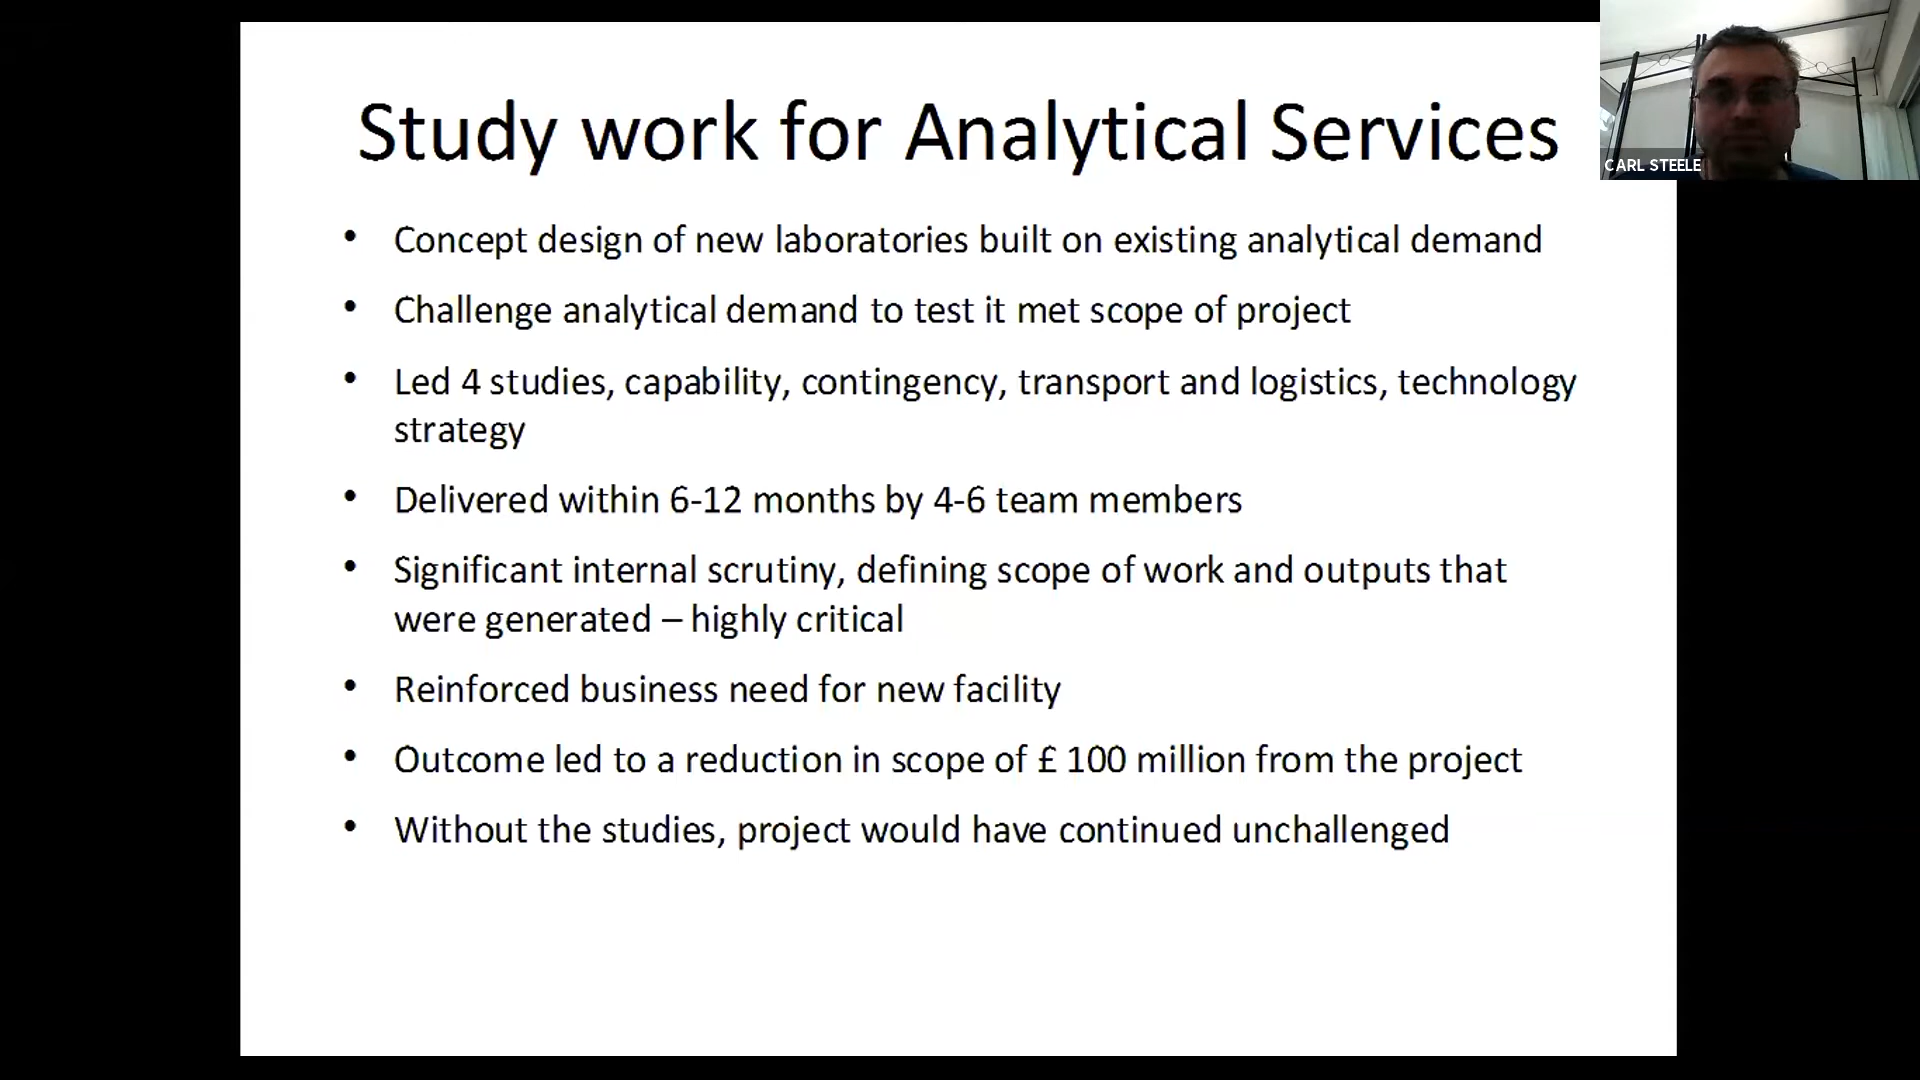 Study work for Analytical Services
CARL STEELE
• Concept design of new laboratories built on existing analytical demand
• Challenge analytical demand to test it met scope of project
• Led 4 studies, capability, contingency, transport and logistics, technology
strategy
• Delivered within 6-12 months by 4-6 team members
• Significant internal scrutiny, defining scope of work and outputs that
were generated – highly critical
• Reinforced business need for new facility
• Outcome led to a reduction in scope of £ 100 million from the project
• Without the studies, project would have continued unchallenged